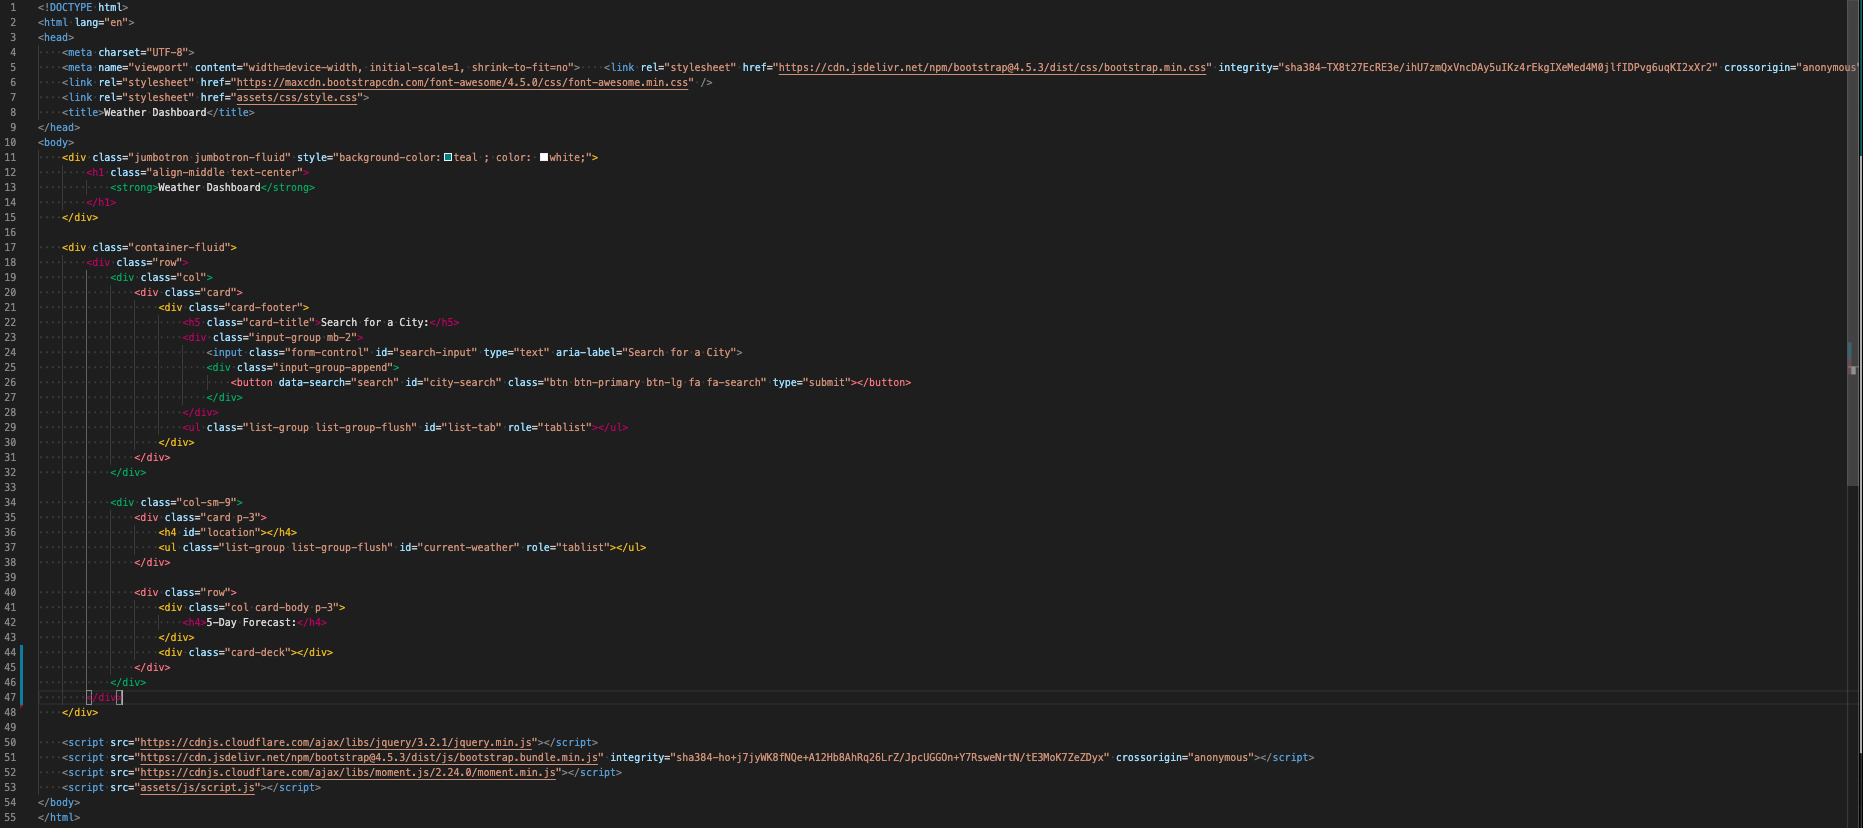 1 <!DOCTYPE html>
2 <html lang="en">
3 <head>
4 <meta charset="UTF-8">
5 <meta name="viewport" content="width=device-width, initial-scale=1, shrink-to-fit=no"> <link rel="stylesheet" href="https://cdn.jsdelivr.net/npm/bootstrap@4.5.3/dist/css/bootstrap.min.css" integrity="sha384-TX8t27EcRE3e/ihU7zmQxVncDAy5uIKz4rEkgIXeMed4M0jlfIDPvg6uqKI2xXr2" crossorigin="anonymous"
6 <link rel="stylesheet" href="https://maxcdn.bootstrapcdn.com/font-awesome/4.5.0/css/font-awesome.min.css" />
7 <link rel="stylesheet" href="assets/css/style.css">
8 <title>Weather Dashboard</title>
9 </head>
10 <body>
11 <div class="jumbotron jumbotron-fluid" style="background-color: teal ; color: white;">
12 <h1 class="align-middle text-center">
13 <strong>Weather Dashboard</strong>
14 </h1>
15 </div>
16
17 <div class="container-fluid">
18 <div class="row">
19 <div class="col">
20 <div class="card">
21 <div class="card-footer">
22 <h5 class="card-title">Search for a City:</h5>
23 <div class="input-group mb-2">
24 <input class="form-control" id="search-input" type="text" aria-label="Search for a City">
25 <div class="input-group-append">
26 <button data-search="search" id="city-search" class="btn btn-primary btn-lg fa fa-search" type="submit"></button>
27 </div>
28 </div>
29 <ul class="list-group list-group-flush" id="list-tab" role="tablist"></ul>
30 </div>
31 </div>
32 </div>
33
34 <div class="col-sm-9">
35 <div class="card p-3">
36 <h4 id="location"></h4>
37 <ul class="list-group list-group-flush" id="current-weather" role="tablist"></ul>
38 </div>
39
40 <div class="row">
41 <div class="col card-body p-3">
42 <h4>5-Day Forecast:</h4>
43 </div>
44 <div class="card-deck"></div>
45 </div>
46 </div>
47 </div>
48 </div>
49
50 <script src="https://cdnjs.cloudflare.com/ajax/libs/jquery/3.2.1/jquery.min.js"></script>
51 <script src="https://cdn.jsdelivr.net/npm/bootstrap@4.5.3/dist/js/bootstrap.bundle.min.js" integrity="sha384-ho+j7jyWK8fNQe+A12Hb8AhRq26LrZ/JpcUGGOn+Y7RsweNrtN/tE3MoK7ZeZDyx" crossorigin="anonymous"></script>
52 <script src="https://cdnjs.cloudflare.com/ajax/libs/moment.js/2.24.0/moment.min.js"></script>
53 <script src="assets/js/script.js"></script>
54 </body>
55 </html>